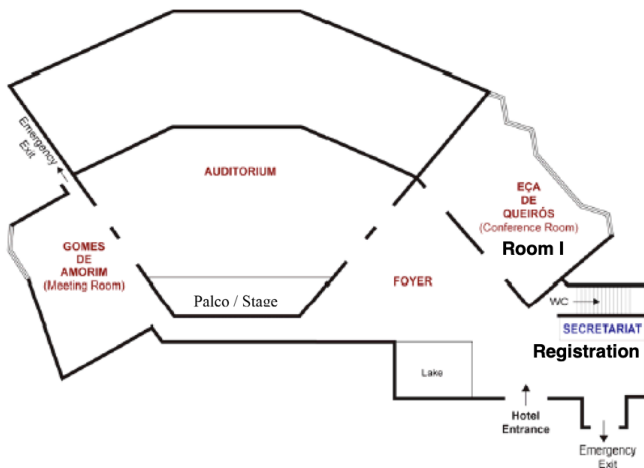 Emergency
Exit
AUDITORIUM
EÇA
DE
QUEIRÓS
(Conference Room)
Room I
GOMES
DE
AMORIM
(Meeting Room)
Palco / Stage
FOYER
WC
SECRETARIAT
Registration
Lake
Hotel
Entrance
Emergency
Exit